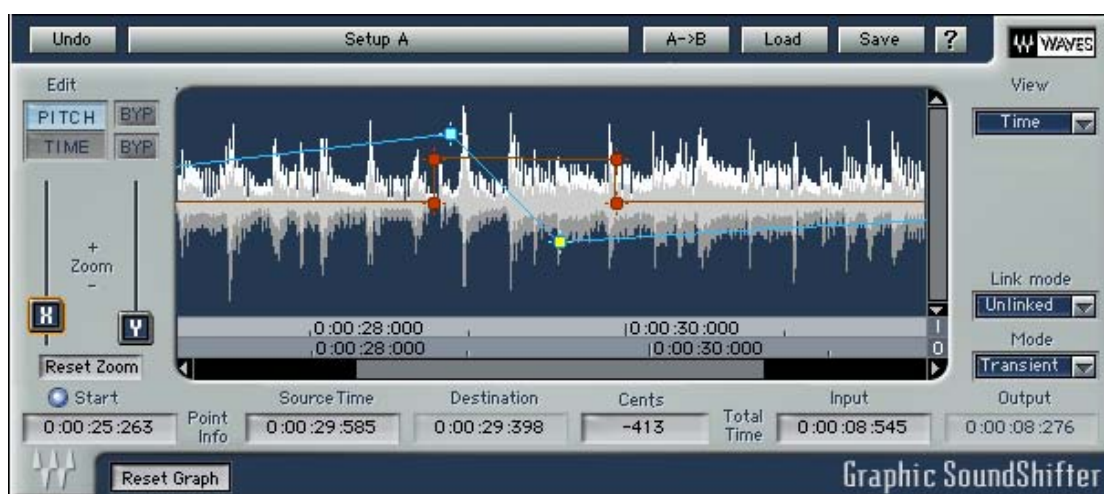 Undo Setup A A->B Load Save ? WAVES
Edit View
PITCH BYP Time
TIME BYP
+
Zoom
-
Link mode
X Y Unlinked
0:00:28:000 0:00:30:000 I Mode
0:00:28:000 0:00:30:000 O
Reset Zoom Transient
Start Source Time Destination Cents Input Output
0:00:25:263 Point Info 0:00:29:585 0:00:29:398 -413 Total Time 0:00:08:545 0:00:08:276
Reset Graph Graphic SoundShifter